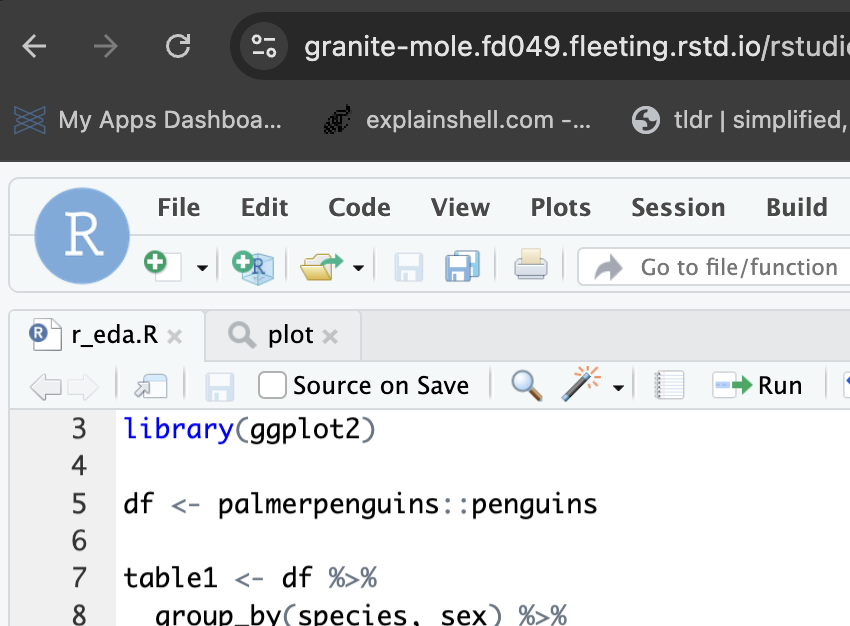 granite-mole.fd049.fleeting.rstd.io/rstudi
My Apps Dashboa... explainshell.com –... tldr | simplified,
R File Edit Code View Plots Session Build
R Go to file/function
R r_eda.R plot
Source on Save Run
3 library(ggplot2)
4
5 df <- palmerpenguins::penguins
6
7 table1 <- df %>%
8 group_by(species, sex) %>%